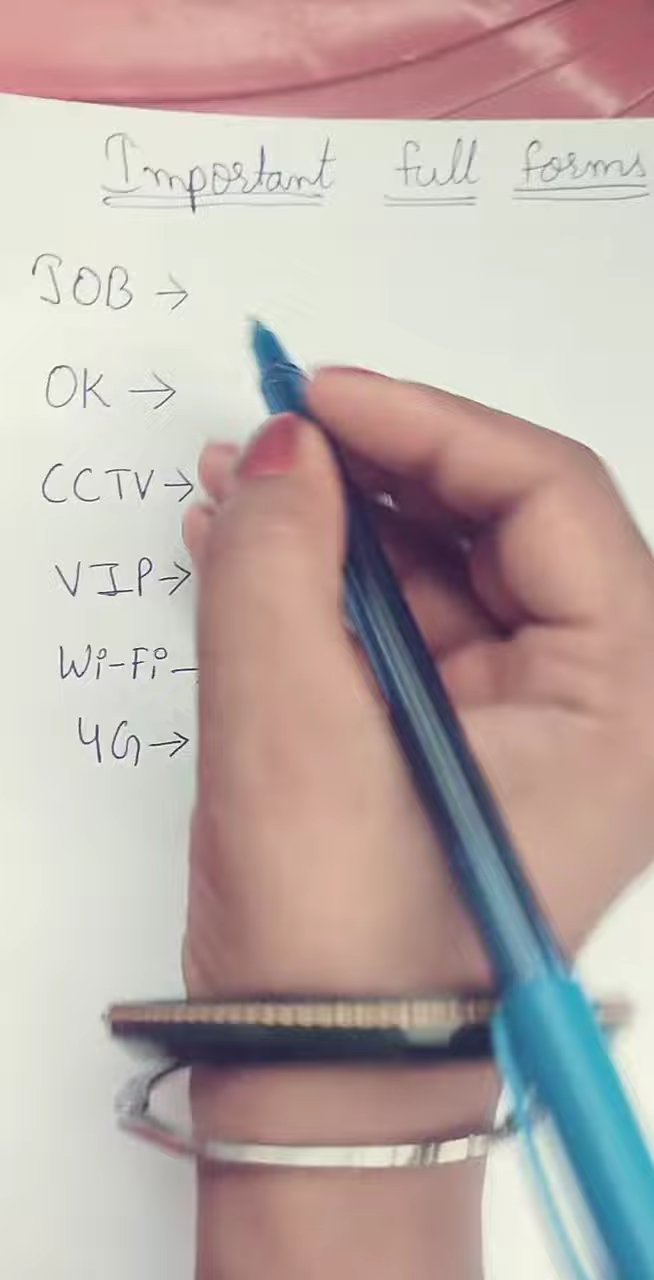 Important full forms
JOB →
OK →
CCTV →
VIP →
Wi-Fi -
4G →